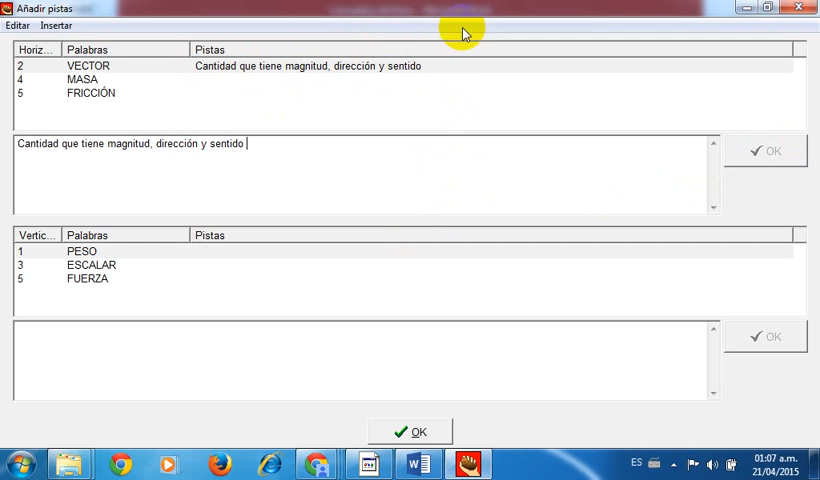 Añadir pistas
Editar Insertar
Horiz... Palabras Pistas
2 VECTOR Cantidad que tiene magnitud, dirección y sentido
4 MASA
5 FRICCIÓN
Cantidad que tiene magnitud, dirección y sentido
OK
Vertic... Palabras Pistas
1 PESO
3 ESCALAR
5 FUERZA
OK
OK
ES
01:07 a.m.
21/04/2015